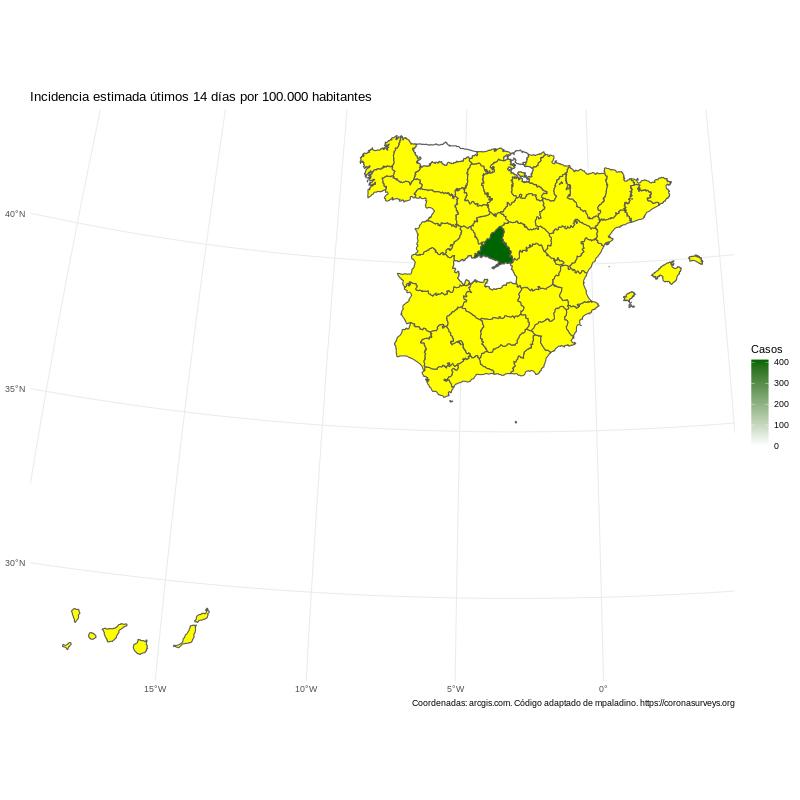 Incidencia estimada útimos 14 días por 100.000 habitantes
40°N
35°N
30°N
15°W
10°W
5°W
0°
Casos
400
300
200
100
0
Coordenadas: arcgis.com. Código adaptado de mpaladino. https://coronasurveys.org